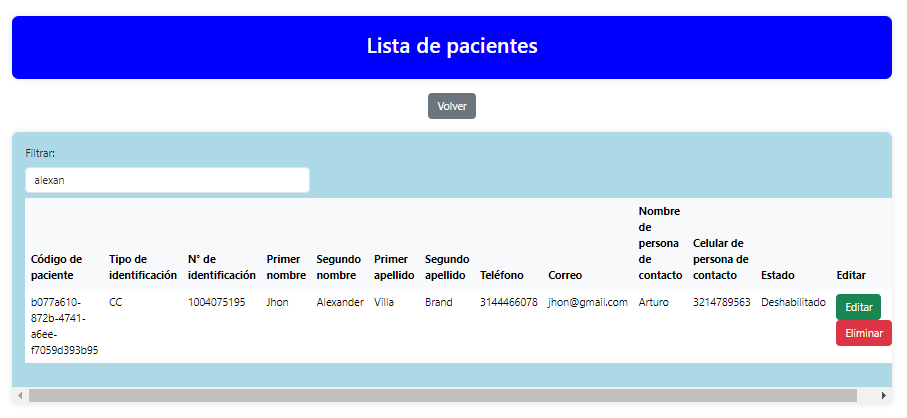 Lista de pacientes
Volver
Filtrar:
alexan
Código de paciente
Tipo de identificación
N° de identificación
Primer nombre
Segundo nombre
Primer apellido
Segundo apellido
Teléfono
Correo
Nombre de persona de contacto
Celular de persona de contacto
Estado
Editar
b077a610-872b-4741-a6ee-f7059d393b95
CC
1004075195
Jhon
Alexander
Villa
Brand
3144466078
jhon@gmail.com
Arturo
3214789563
Deshabilitado
Editar
Eliminar